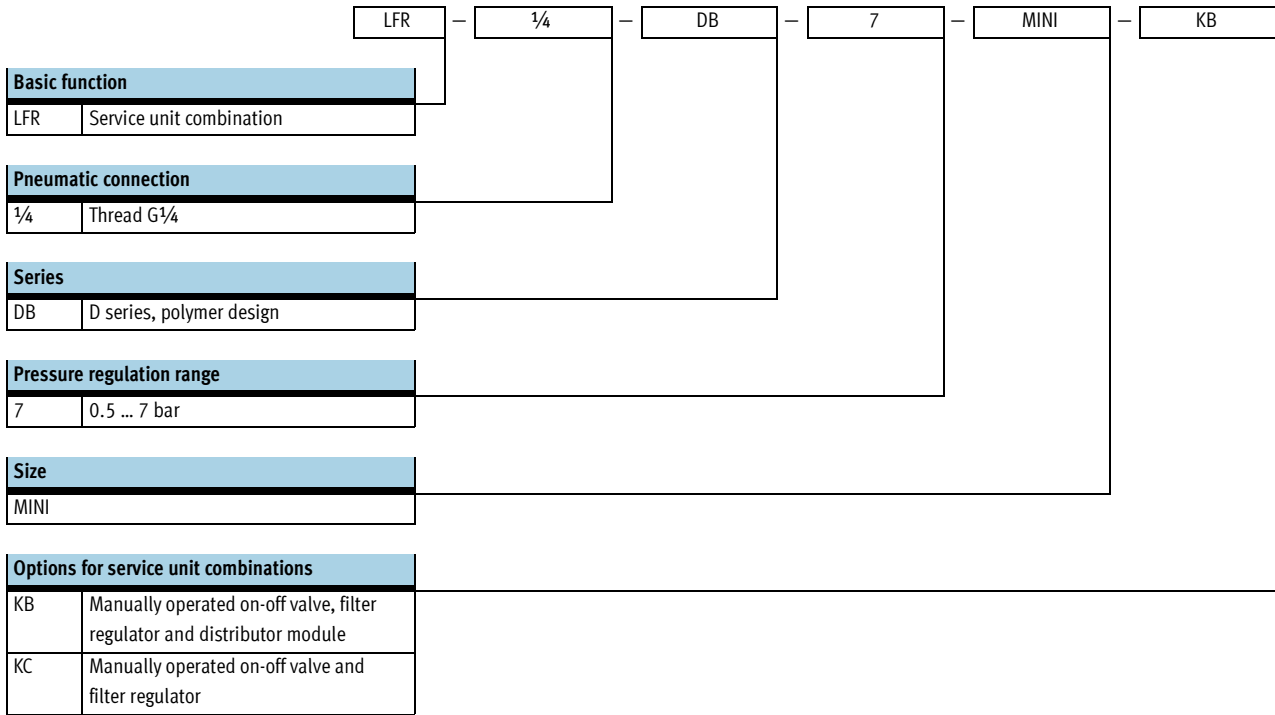 LFR – ¼ – DB – 7 – MINI – KB
Basic function
LFR Service unit combination
Pneumatic connection
¼ Thread G¼
Series
DB D series, polymer design
Pressure regulation range
7 0.5 ... 7 bar
Size
MINI
Options for service unit combinations
KB Manually operated on-off valve, filter
regulator and distributor module
KC Manually operated on-off valve and
filter regulator